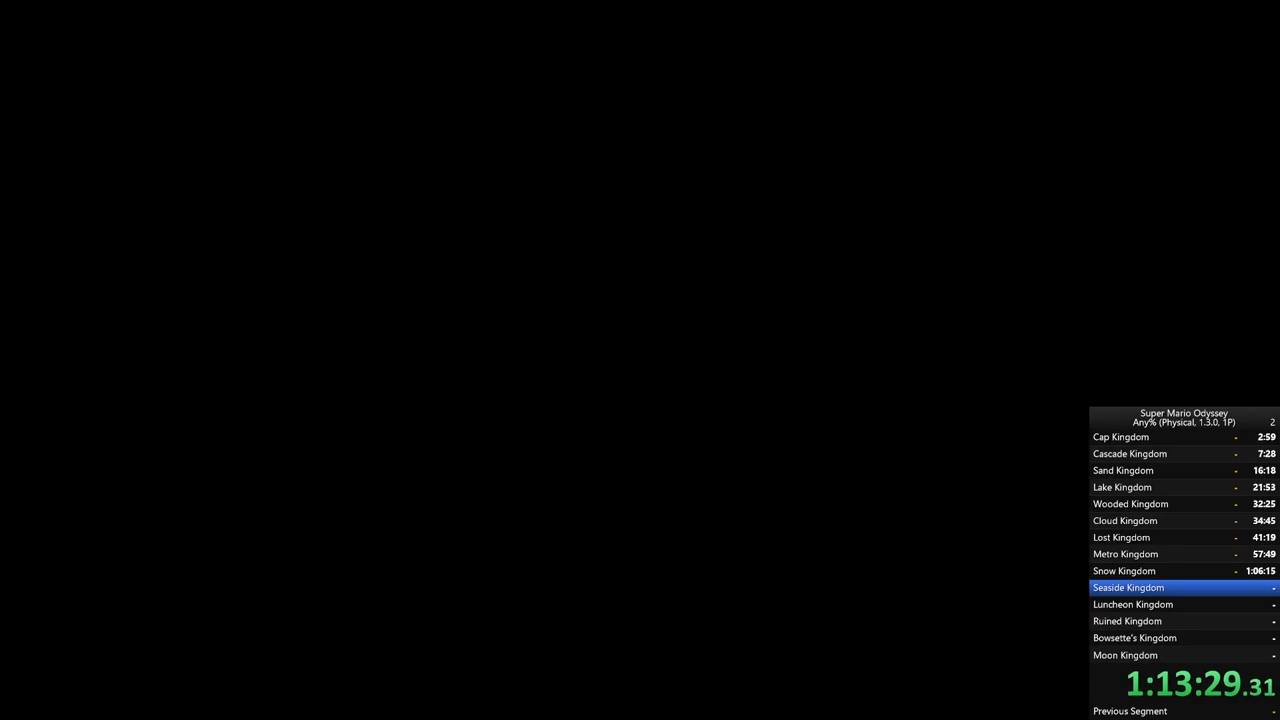 Super Mario Odyssey
Any% (Physical, 1.3.0, 1P) 2
Cap Kingdom - 2:59
Cascade Kingdom - 7:28
Sand Kingdom - 16:18
Lake Kingdom - 21:53
Wooded Kingdom - 32:25
Cloud Kingdom - 34:45
Lost Kingdom - 41:19
Metro Kingdom - 57:49
Snow Kingdom - 1:06:15
Seaside Kingdom -
Luncheon Kingdom -
Ruined Kingdom -
Bowsette's Kingdom -
Moon Kingdom -
1:13:29.31
Previous Segment -